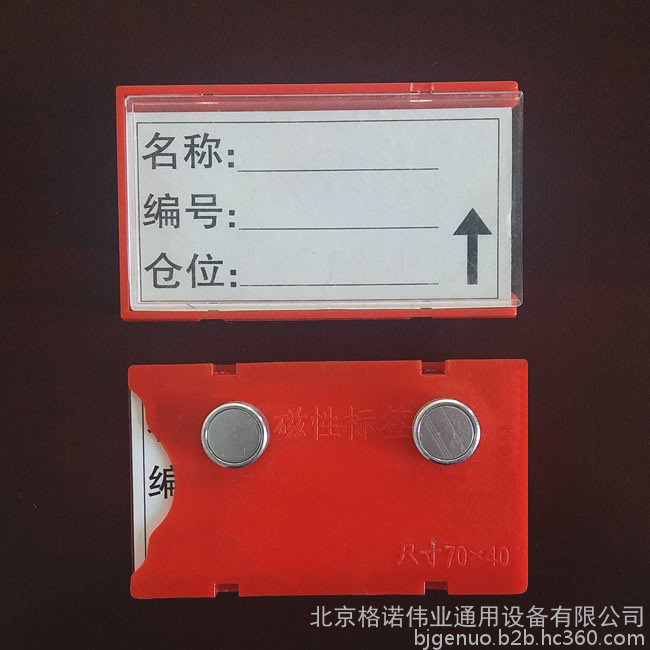 名称:
编号:
仓位:
磁性标签
编
尺寸70×40
北京格诺伟业通用设备有限公司
bjgenuo.b2b.hc360.com